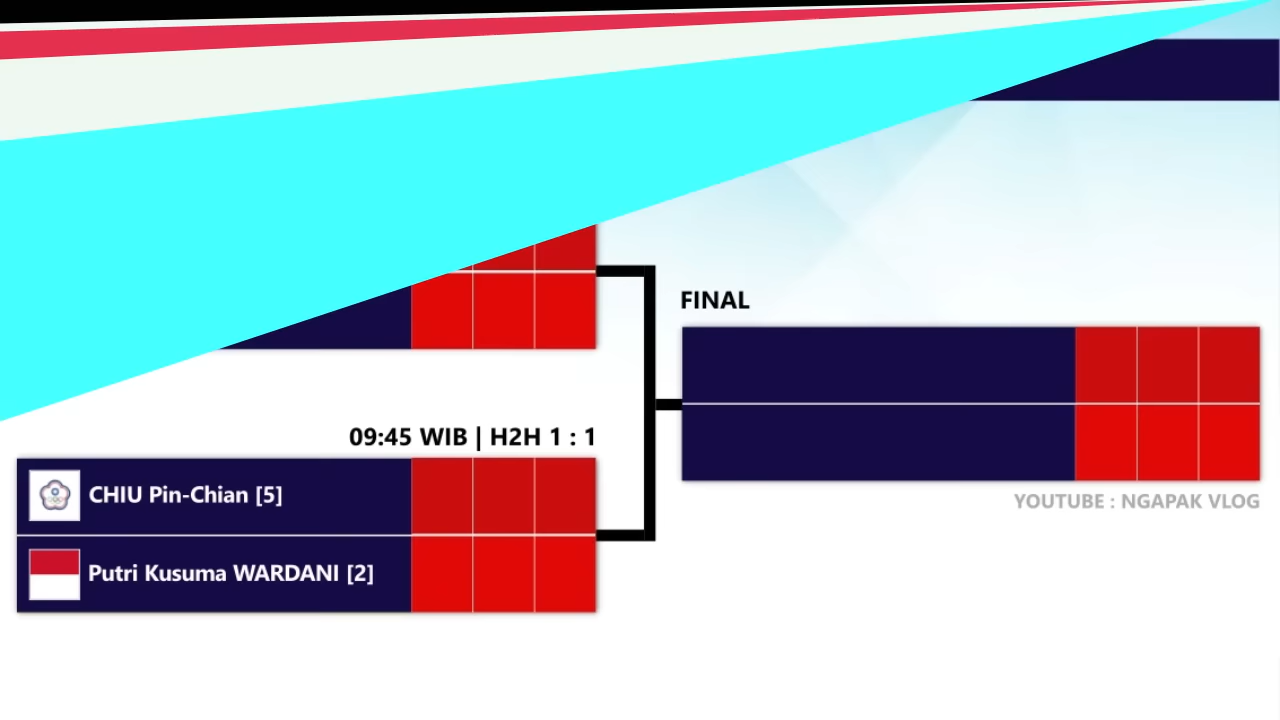 FINAL
09:45 WIB | H2H 1 : 1
CHIU Pin-Chian [5]
Putri Kusuma WARDANI [2]
YOUTUBE : NGAPAK VLOG